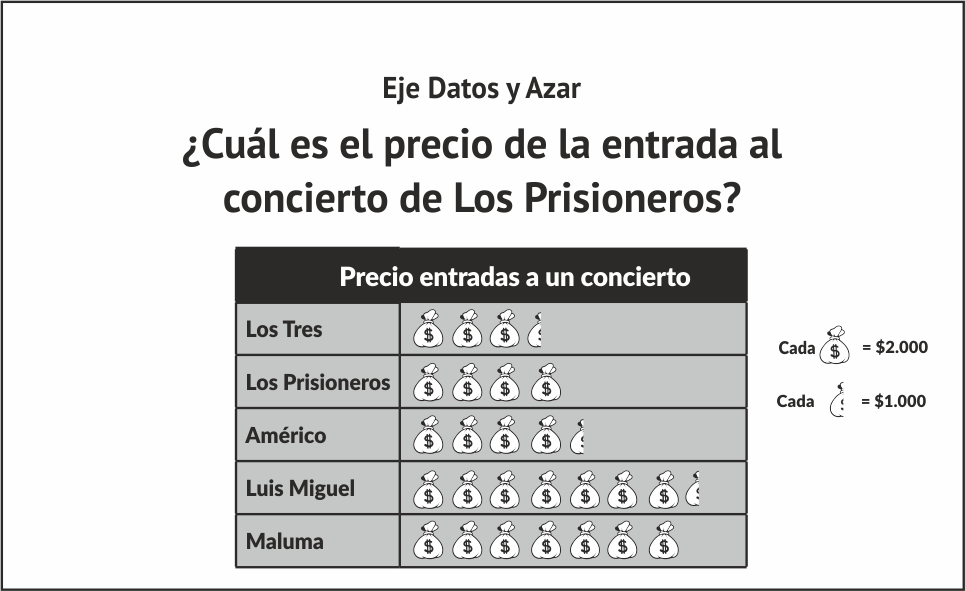 Eje Datos y Azar
¿Cuál es el precio de la entrada al
concierto de Los Prisioneros?
Precio entradas a un concierto
Los Tres $ $ $ $
Los Prisioneros $ $ $ $
Américo $ $ $ $ $
Luis Miguel $ $ $ $ $ $ $ $
Maluma $ $ $ $ $ $ $
Cada $ = $2.000
Cada $ = $1.000